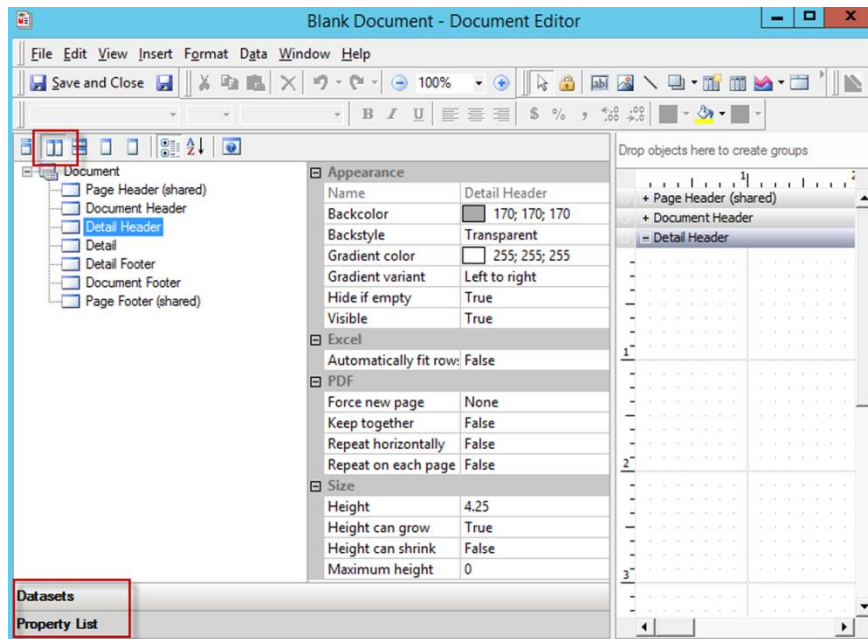 Blank Document - Document Editor
File Edit View Insert Format Data Window Help
Save and Close 100%
B I U $ % ,
Drop objects here to create groups
Document
Page Header (shared)
Document Header
Detail Header
Detail
Detail Footer
Document Footer
Page Footer (shared)
Appearance
Name Detail Header
Backcolor 170; 170; 170
Backstyle Transparent
Gradient color 255; 255; 255
Gradient variant Left to right
Hide if empty True
Visible True
Excel
Automatically fit row: False
PDF
Force new page None
Keep together False
Repeat horizontally False
Repeat on each page False
Size
Height 4.25
Height can grow True
Height can shrink False
Maximum height 0
1
+ Page Header (shared)
+ Document Header
- Detail Header
1
2
3
Datasets
Property List